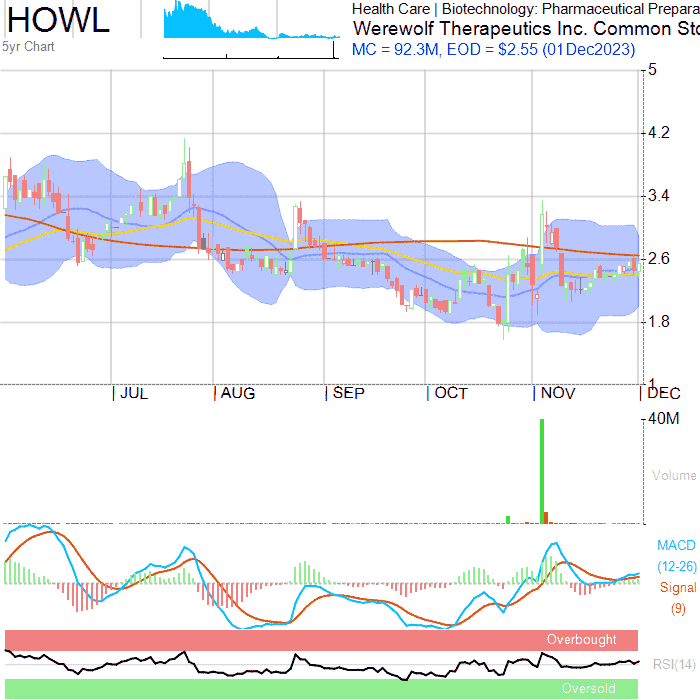 HOWL
5yr Chart
Health Care | Biotechnology: Pharmaceutical Prepara
Werewolf Therapeutics Inc. Common Sto
MC = 92.3M, EOD = $2.55 (01Dec2023)
5
4.2
3.4
2.6
1.8
1
JUL AUG SEP OCT NOV DEC
40M
Volume
MACD
(12-26)
Signal
(9)
Overbought
RSI(14)
Oversold